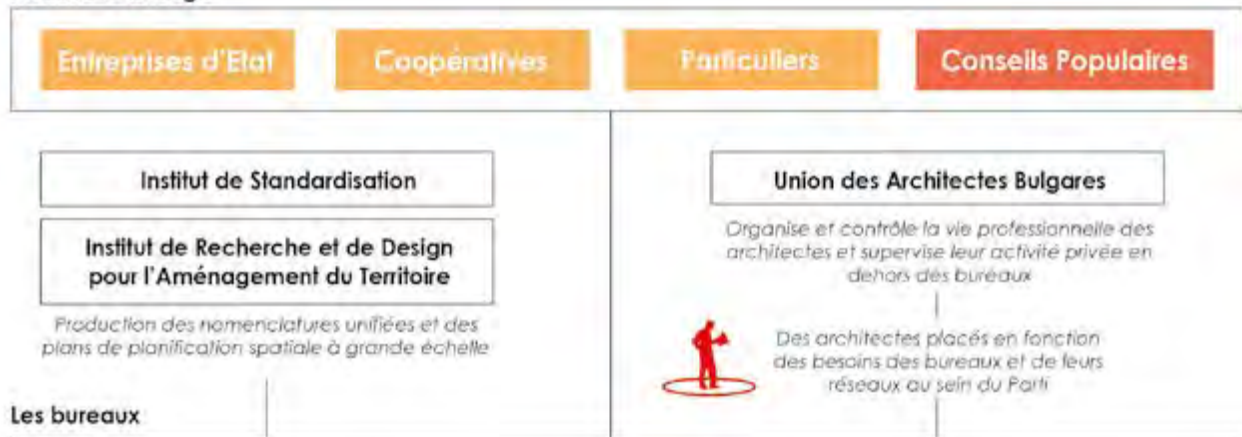 Entreprises d'Etat
Coopératives
Particuliers
Conseils Populaires
Institut de Standardisation
Institut de Recherche et de Design
pour l'Aménagement du Territoire
Production des nomenclatures unifiées et des
plans de planification spatiale à grande échelle
Union des Architectes Bulgares
Organise et contrôle la vie professionnelle des
architectes et supervise leur activité privée en
dehors des bureaux
Des architectes placés en fonction
des besoins des bureaux et de leurs
réseaux au sein du Parti
Les bureaux